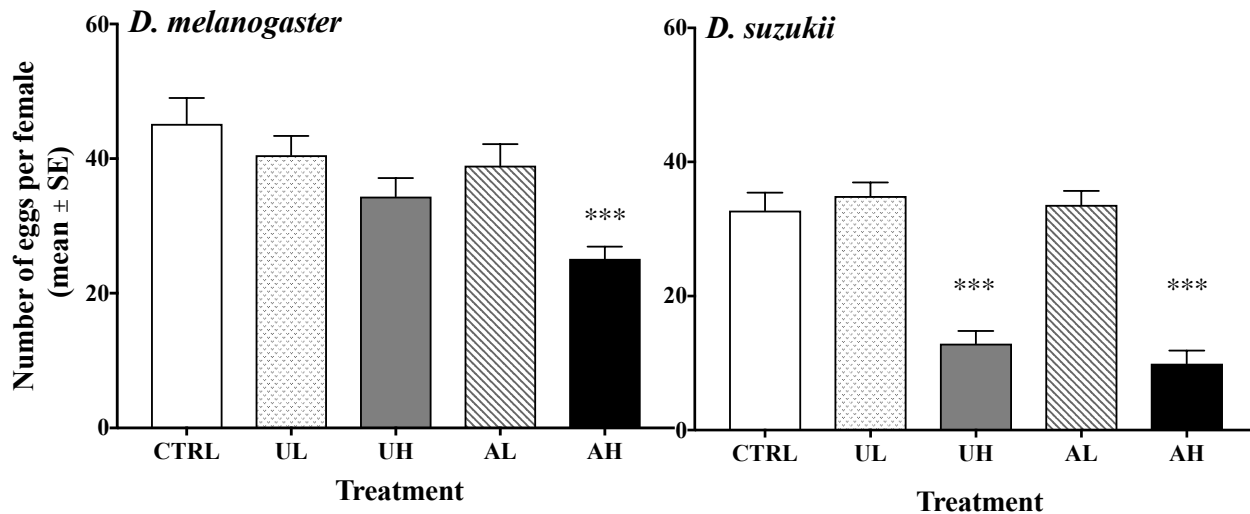 D. melanogaster
Number of eggs per female
(mean ± SE)
60
40
20
0
***
CTRL UL UH AL AH
Treatment
D. suzukii
60
40
20
0
*** ***
CTRL UL UH AL AH
Treatment